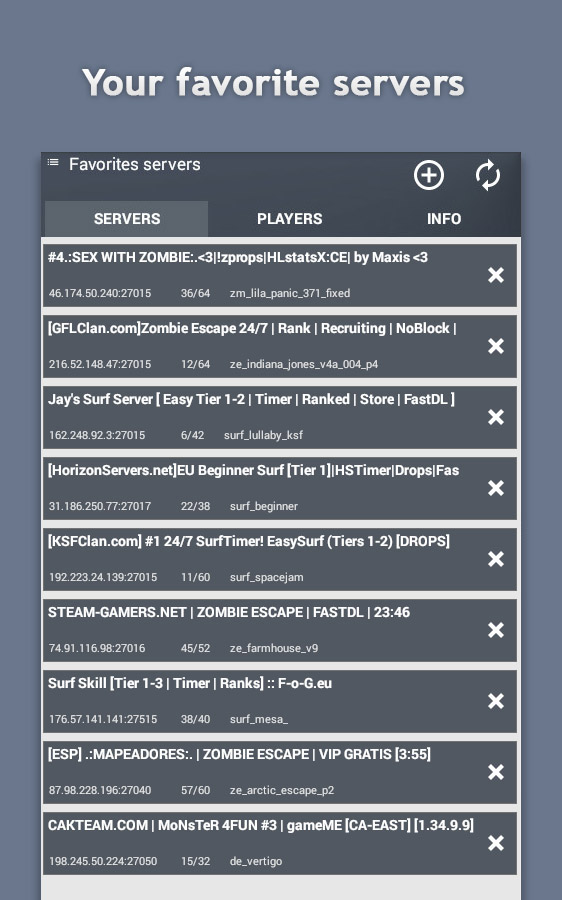 Your favorite servers
Favorites servers
SERVERS PLAYERS INFO
#4.:SEX WITH ZOMBIE:.<3|!zprops|HLstatsX:CE| by Maxis <3
46.174.50.240:27015 36/64 zm_lila_panic_371_fixed
[GFLClan.com]Zombie Escape 24/7 | Rank | Recruiting | NoBlock |
216.52.148.47:27015 12/64 ze_indiana_jones_v4a_004_p4
Jay's Surf Server [ Easy Tier 1-2 | Timer | Ranked | Store | FastDL ]
162.248.92.3:27015 6/42 surf_lullaby_ksf
[HorizonServers.net]EU Beginner Surf [Tier 1]|HSTimer|Drops|Fas
31.186.250.77:27017 22/38 surf_beginner
[KSFClan.com] #1 24/7 SurfTimer! EasySurf (Tiers 1-2) [DROPS]
192.223.24.139:27015 11/60 surf_spacejam
STEAM-GAMERS.NET | ZOMBIE ESCAPE | FASTDL | 23:46
74.91.116.98:27016 45/52 ze_farmhouse_v9
Surf Skill [Tier 1-3 | Timer | Ranks] :: F-o-G.eu
176.57.141.141:27515 38/40 surf_mesa_
[ESP] .:MAPEADORES:. | ZOMBIE ESCAPE | VIP GRATIS [3:55]
87.98.228.196:27040 57/60 ze_arctic_escape_p2
CAKTEAM.COM | MoNsTeR 4FUN #3 | gameME [CA-EAST] [1.34.9.9]
198.245.50.224:27050 15/32 de_vertigo